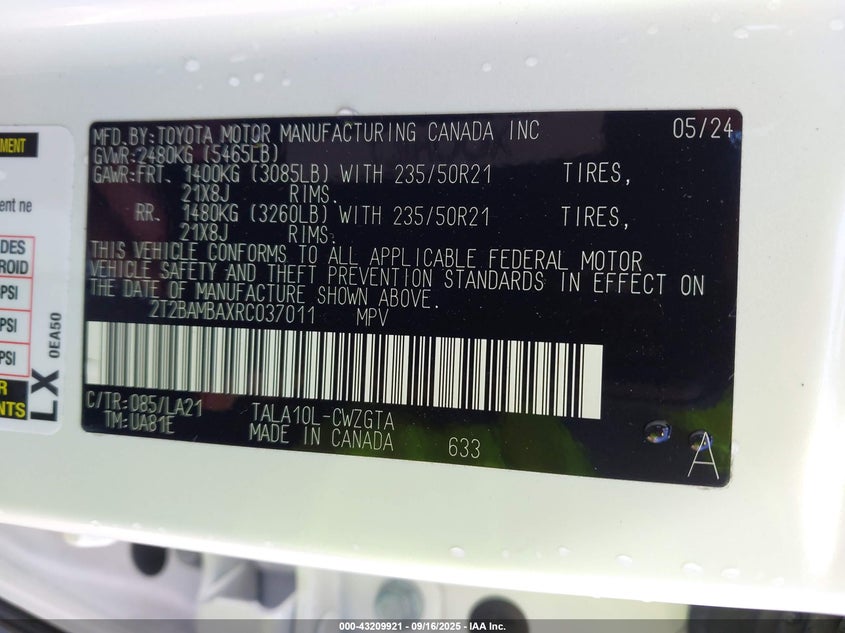 MFD.BY:TOYOTA MOTOR MANUFACTURING CANADA INC 05/24
GVWR:2480KG (5465LB)
GAWR:FRT. 1400KG (3085LB) WITH 235/50R21 TIRES,
21X8J RIMS.
RR. 1480KG (3260LB) WITH 235/50R21 TIRES,
21X8J RIMS.
THIS VEHICLE CONFORMS TO ALL APPLICABLE FEDERAL MOTOR
VEHICLE SAFETY AND THEFT PREVENTION STANDARDS IN EFFECT ON
THE DATE OF MANUFACTURE SHOWN ABOVE.
2T2BAMBAXRC037011 MPV
C/TR:085/LA21 TALA10L-CWZGTA
TM:UA81E MADE IN CANADA 633
A
PSI
PSI
PSI
LX 0EA50
000-43209921 - 09/16/2025 - IAA Inc.